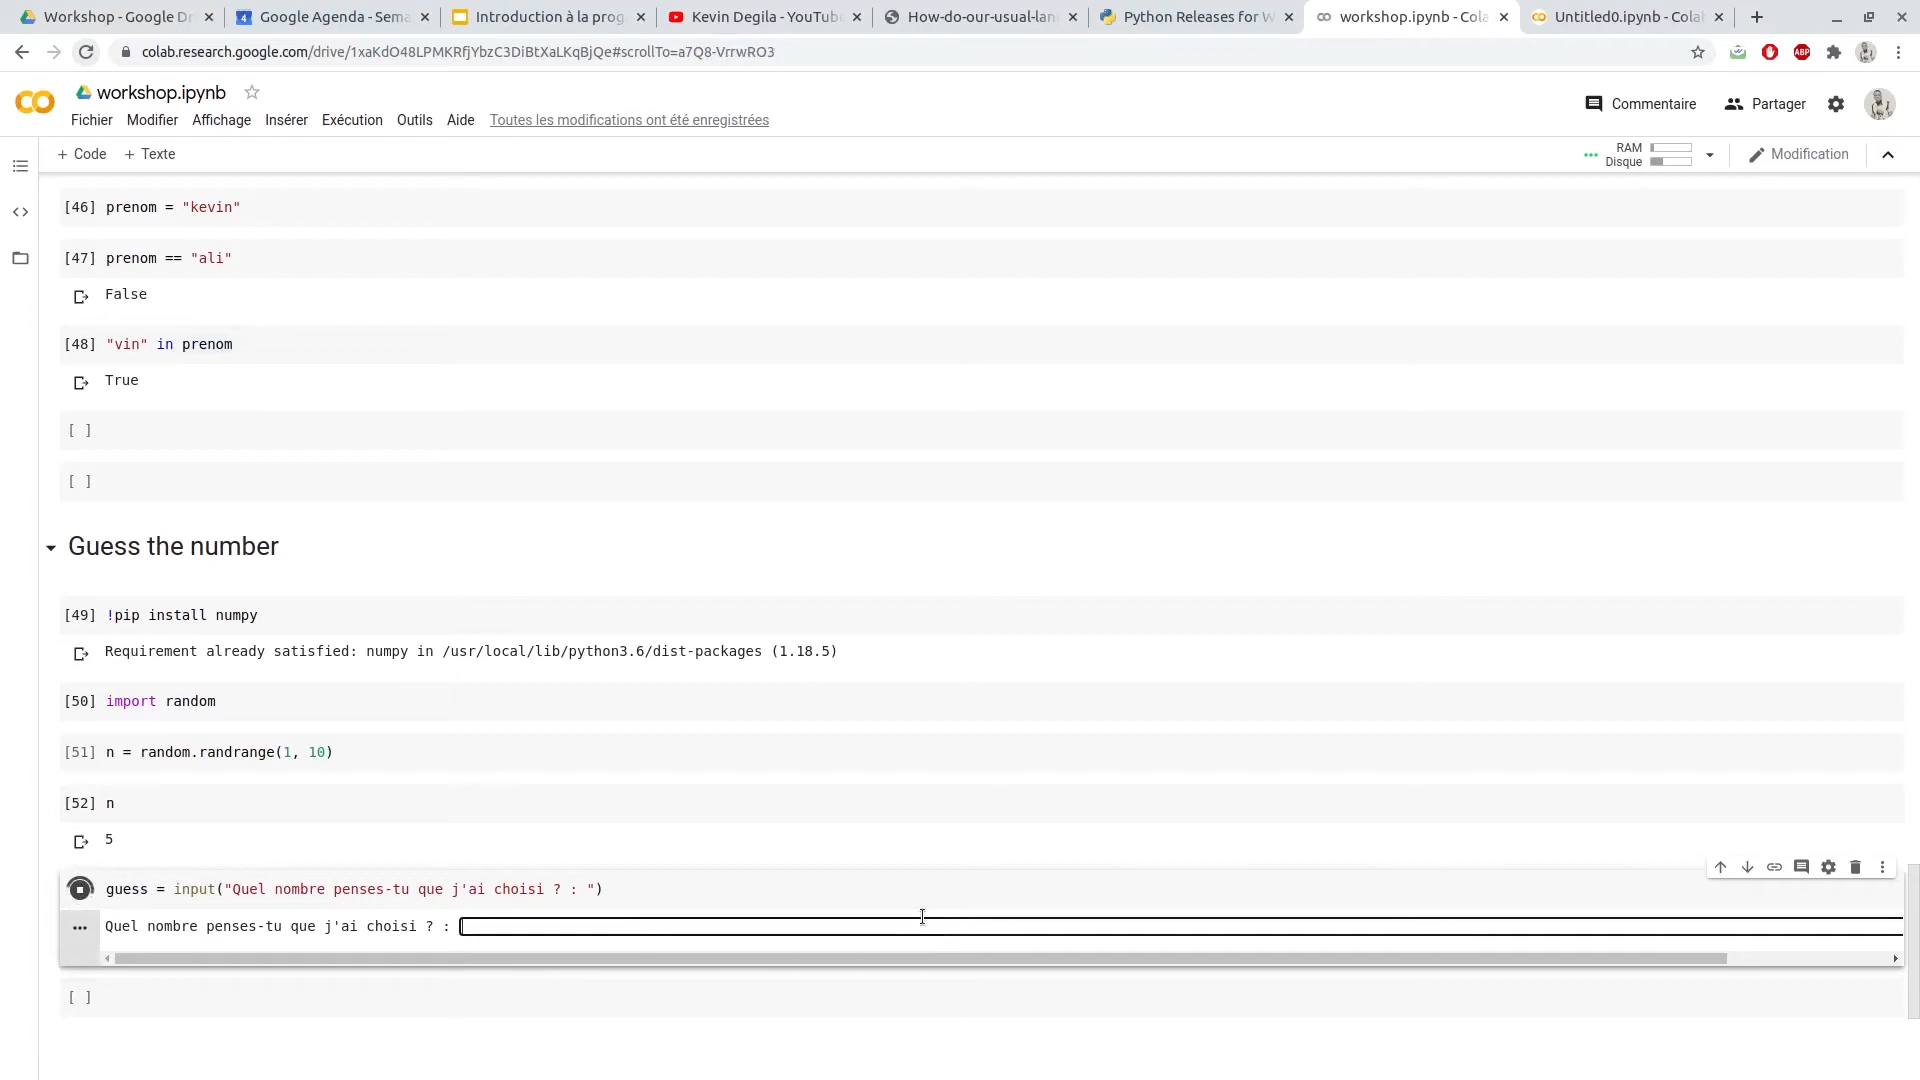 Workshop - Google Dr
Google Agenda - Sema
Introduction à la prog
Kevin Degila - YouTube
How-do-our-usual-lan
Python Releases for W
workshop.ipynb - Cola
Untitled0.ipynb - Colab
colab.research.google.com/drive/1xaKdO48LPMKRfjYbzC3DiBtXaLKqBjQe#scrollTo=a7Q8-VrrwRO3
ABP
workshop.ipynb
Commentaire
Partager
Fichier Modifier Affichage Insérer Exécution Outils Aide Toutes les modifications ont été enregistrées
+ Code + Texte
RAM
Disque
Modification
[46] prenom = "kevin"
[47] prenom == "ali"
False
[48] "vin" in prenom
True
[ ]
[ ]
Guess the number
[49] !pip install numpy
Requirement already satisfied: numpy in /usr/local/lib/python3.6/dist-packages (1.18.5)
[50] import random
[51] n = random.randrange(1, 10)
[52] n
5
guess = input("Quel nombre penses-tu que j'ai choisi ? : ")
Quel nombre penses-tu que j'ai choisi ? :
[ ]